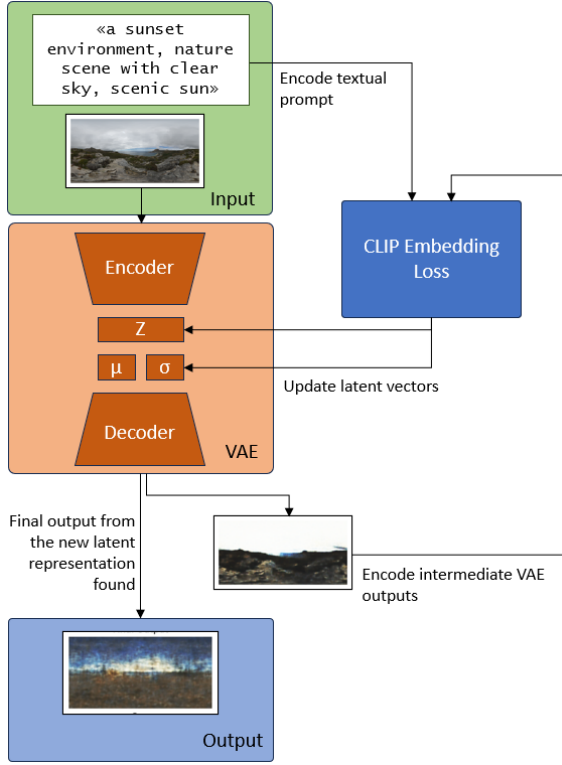 «a sunset
environment, nature
scene with clear
sky, scenic sun»
Input
Encode textual
prompt
CLIP Embedding
Loss
Encoder
Z
μ
σ
Update latent vectors
Decoder
VAE
Final output from
the new latent
representation
found
Encode intermediate VAE
outputs
Output